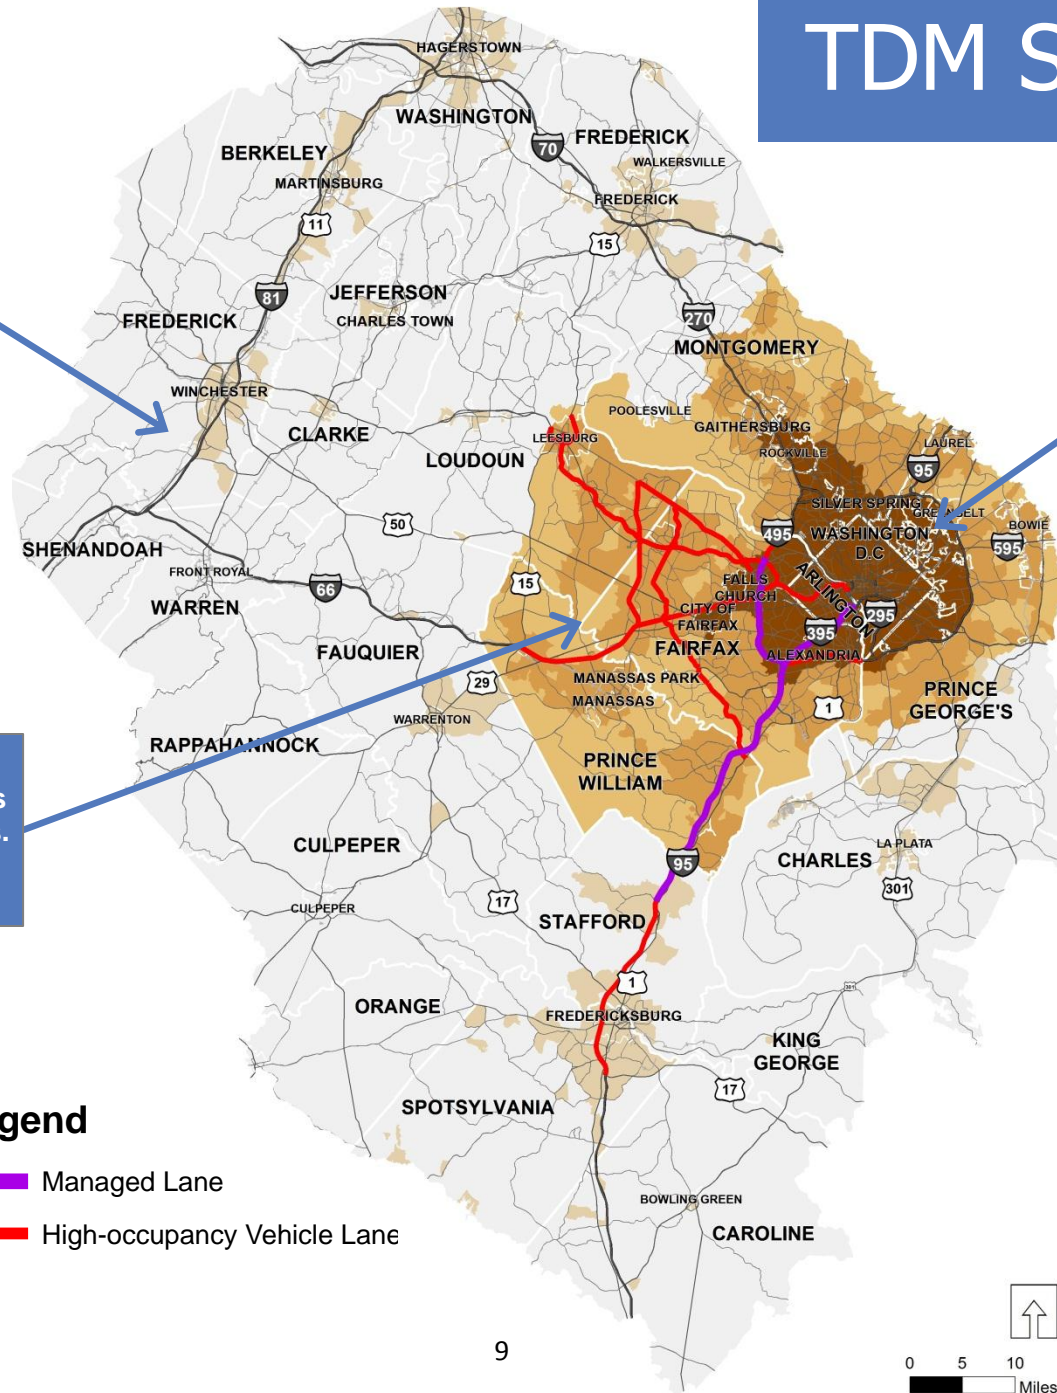 TDM S
HAGERSTOWN
WASHINGTON
FREDERICK
70
WALKERSVILLE
BERKELEY
MARTINSBURG
FREDERICK
11
15
JEFFERSON
81
CHARLES TOWN
FREDERICK
270
MONTGOMERY
WINCHESTER
POOLESVILLE
GAITHERSBURG
CLARKE
LEESBURG
LAUREL
ROCKVILLE
LOUDOUN
95
SILVER SPRING
GREENBELT
50
WASHINGTON
D.C
BOWIE
495
595
SHENANDOAH
FRONT ROYAL
15
FALLS
CHURCH
ARLINGTON
66
WARREN
CITY OF
FAIRFAX
295
395
FAUQUIER
FAIRFAX
ALEXANDRIA
29
MANASSAS PARK
MANASSAS
PRINCE
GEORGE'S
1
WARRENTON
RAPPAHANNOCK
PRINCE
WILLIAM
s
.
CULPEPER
95
CHARLES
LA PLATA
301
17
CULPEPER
STAFFORD
1
301
ORANGE
FREDERICKSBURG
KING
GEORGE
17
SPOTSYLVANIA
gend
Managed Lane
BOWLING GREEN
High-occupancy Vehicle Lane
CAROLINE
9
0 5 10
Miles